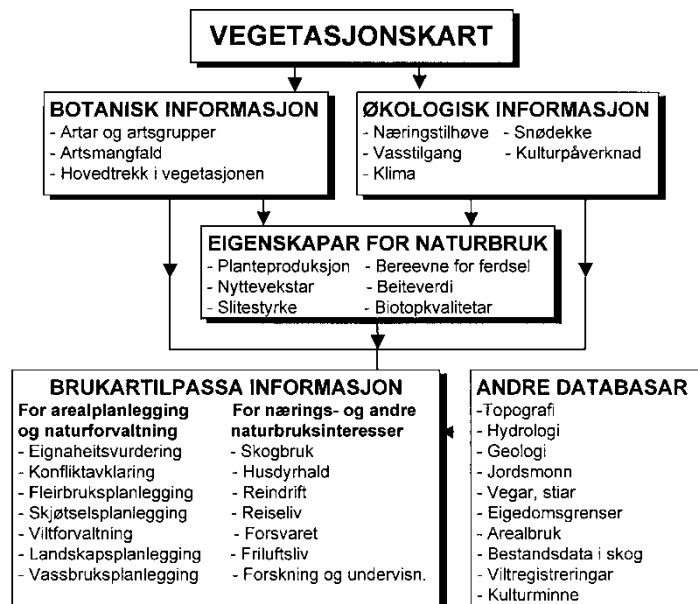 VEGETASJONSKART
BOTANISK INFORMASJON
- Artar og artsgrupper
- Artsmangfald
- Hovedtrekk i vegetasjonen
ØKOLOGISK INFORMASJON
- Næringstilhøve - Snødekke
- Vasstilgang - Kulturpåverknad
- Klima
EIGENSKAPAR FOR NATURBRUK
- Planteproduksjon - Bereevne for ferdsel
- Nyttevekstar - Beiteverdi
- Slitestyrke - Biotopkvalitetar
BRUKARTILPASSA INFORMASJON
For arealplanlegging
og naturforvaltning
- Eignaheitsvurdering
- Konfliktavklaring
- Fleirbruksplanlegging
- Skjøtselsplanlegging
- Viltforvaltning
- Landskapsplanlegging
- Vassbruksplanlegging
For nærings- og andre
naturbruksinteresser
- Skogbruk
- Husdyrhald
- Reindrift
- Reiseliv
- Forsvaret
- Friluftsliv
- Forskning og undervisn.
ANDRE DATABASAR
-Topografi
- Hydrologi
- Geologi
- Jordsmonn
- Vegar, stiar
- Eigedomsgrenser
- Arealbruk
- Bestandsdata i skog
- Viltregistreringar
- Kulturminne